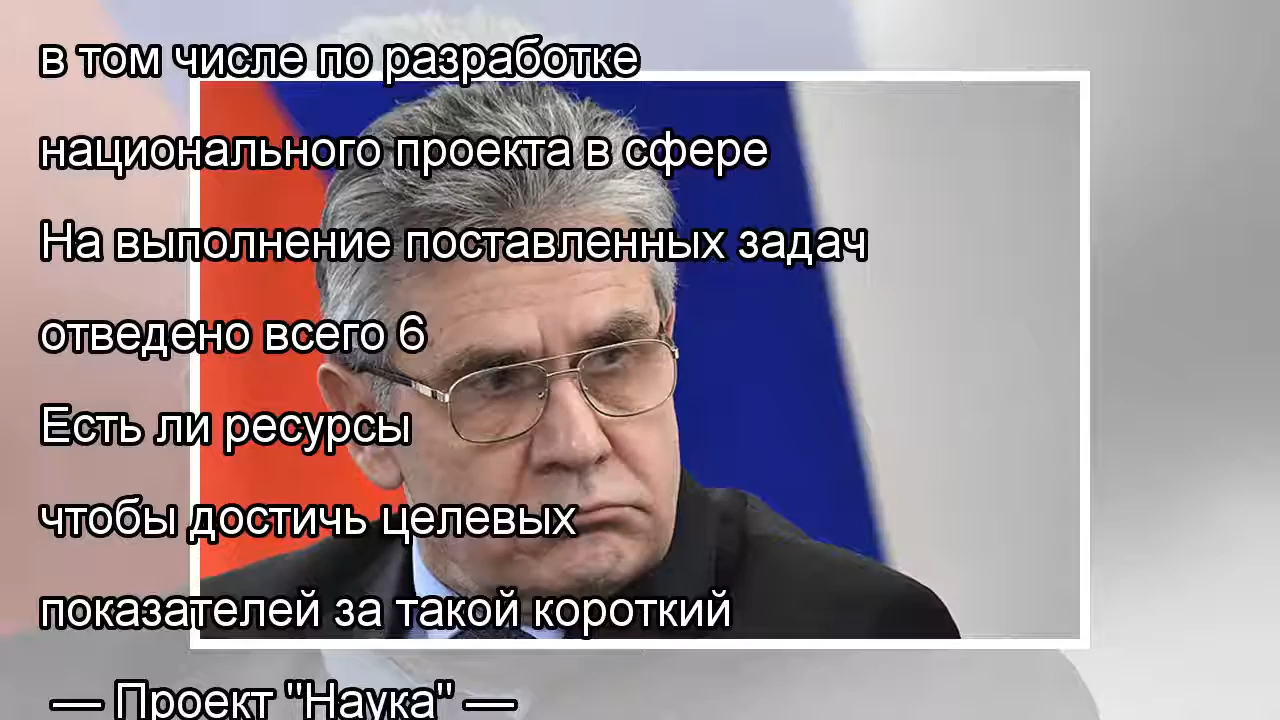 в том числе по разработке
национального проекта в сфере
На выполнение поставленных задач
отведено всего 6
Есть ли ресурсы
чтобы достичь целевых
показателей за такой короткий
— Проект "Наука" —